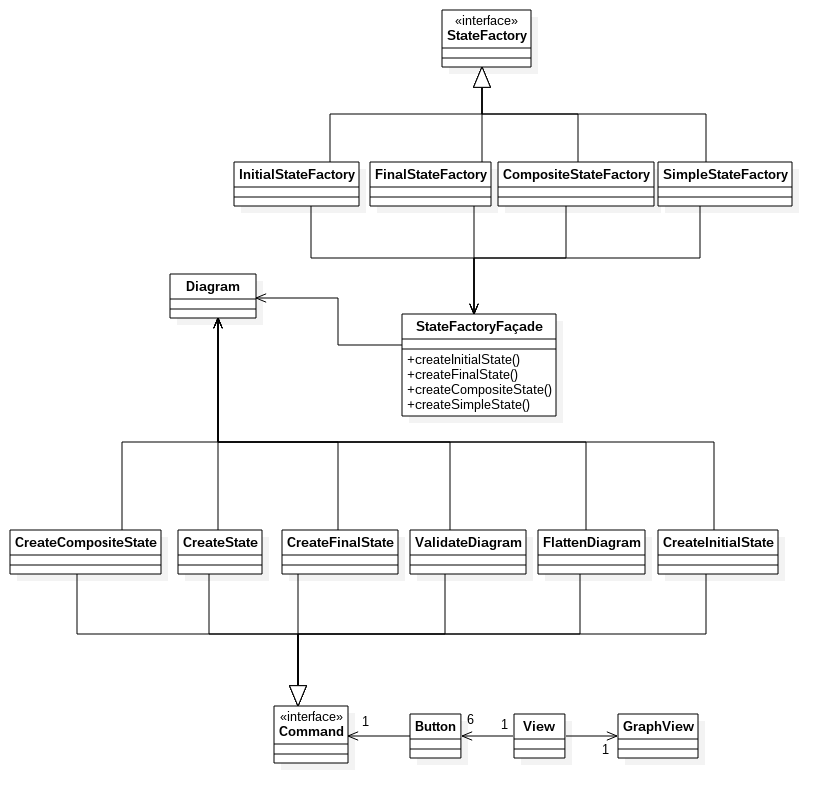 «interface»
StateFactory
InitialStateFactory
FinalStateFactory
CompositeStateFactory
SimpleStateFactory
Diagram
StateFactoryFaçade
+createInitialState()
+createFinalState()
+createCompositeState()
+createSimpleState()
CreateCompositeState
CreateState
CreateFinalState
ValidateDiagram
FlattenDiagram
CreateInitialState
«interface»
Command
1
Button
6
1
View
1
GraphView